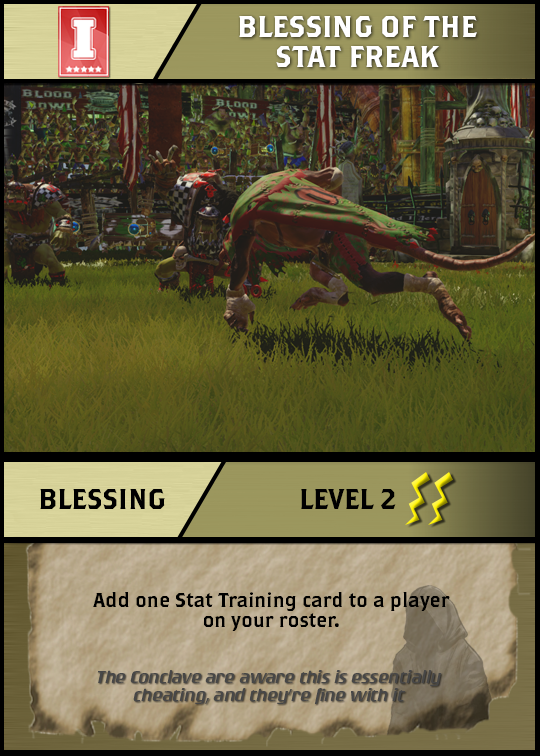 I
BLESSING OF THE
STAT FREAK
BLOOD
BOWL
BLOOD
BOWL
BLESSING
LEVEL 2
Add one Stat Training card to a player
on your roster.
The Conclave are aware this is essentially
cheating, and they're fine with it